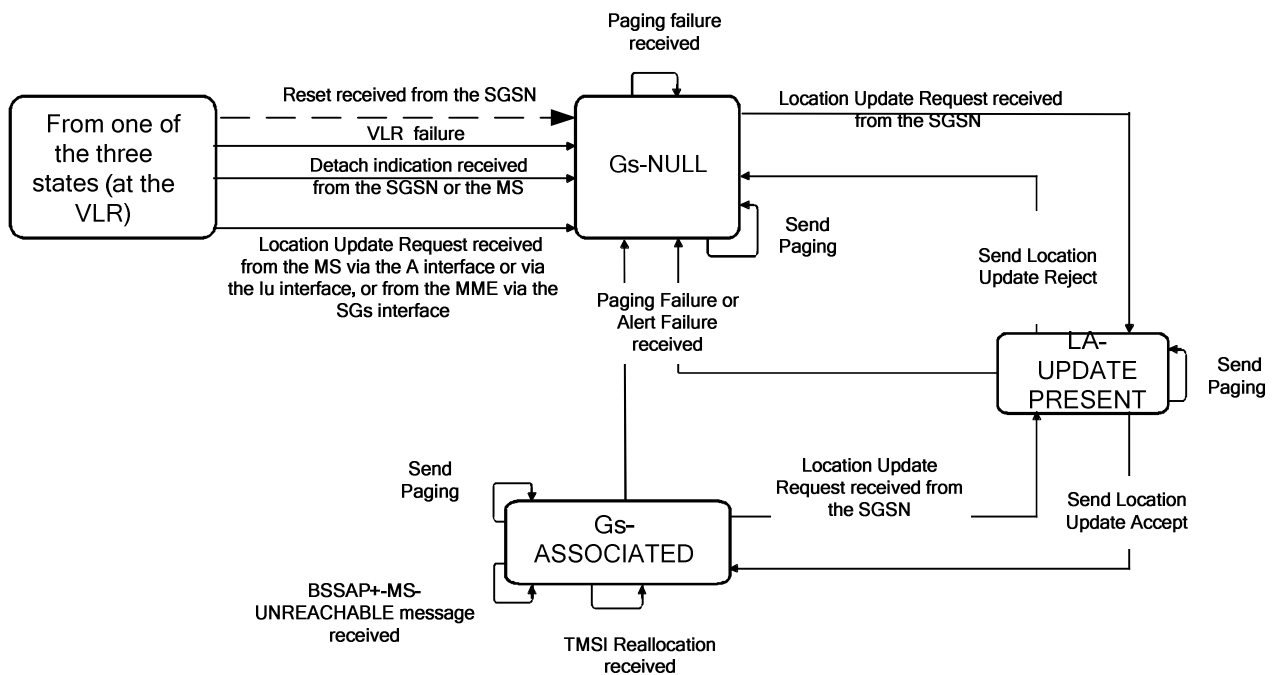 Paging failure
received
Reset received from the SGSN
VLR failure
Detach indication received
from the SGSN or the MS
Location Update Request received
from the MS via the A interface or via
the Iu interface, or from the MME via the
SGs interface
From one of
the three
states (at the
VLR)
Gs-NULL
Location Update Request received
from the SGSN
Send
Paging
Send Location
Update Reject
Paging Failure or
Alert Failure
received
LA-
UPDATE
PRESENT
Send
Paging
Send
Paging
Location Update
Request received from
the SGSN
Send Location
Update Accept
Gs-
ASSOCIATED
BSSAP+-MS-
UNREACHABLE message
received
TMSI Reallocation
received